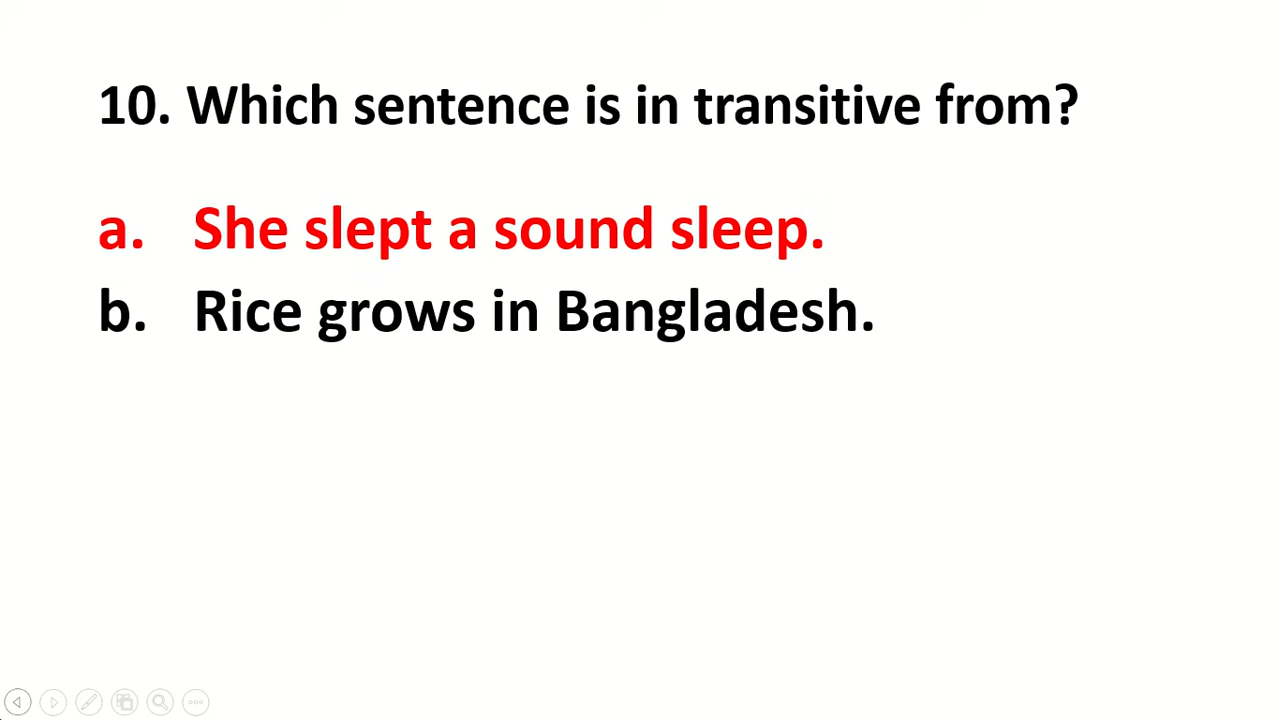 10. Which sentence is in transitive from?
a. She slept a sound sleep.
b. Rice grows in Bangladesh.